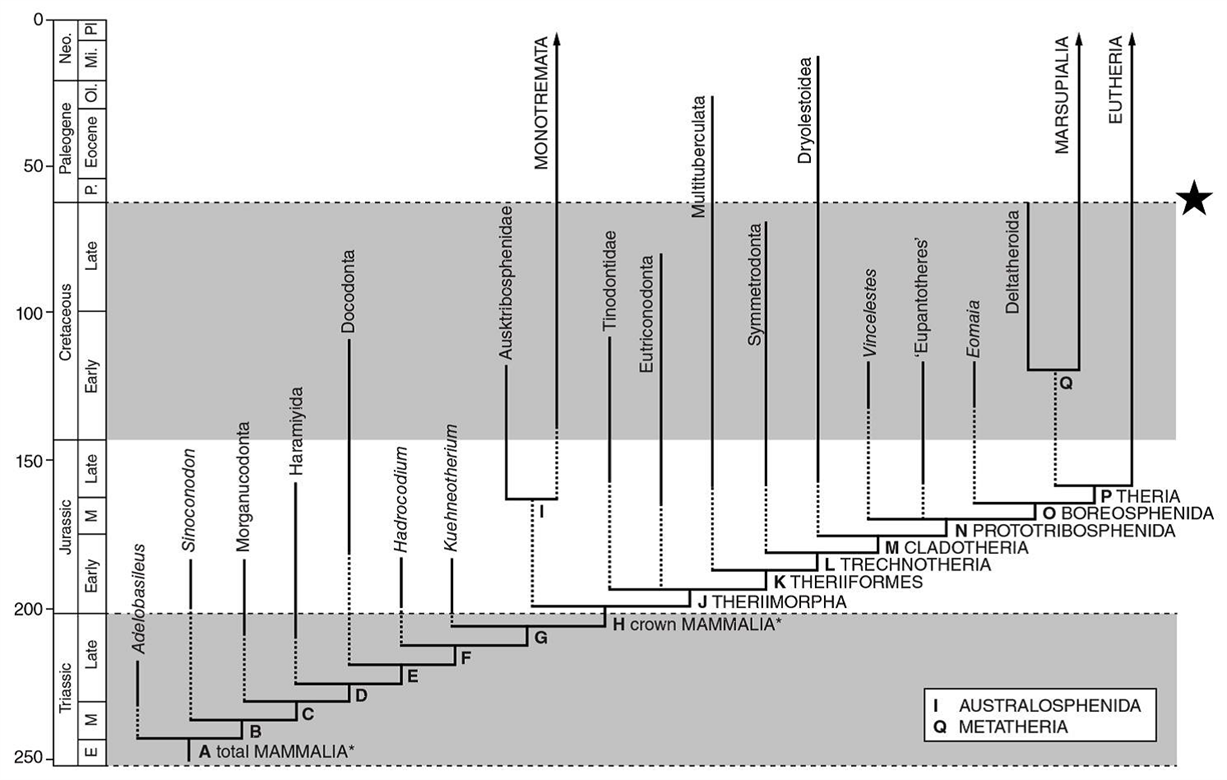 0
50
100
150
200
250
Neo.
Paleogene
Cretaceous
Jurassic
Triassic
Pl
Mi.
Ol.
Eocene
P.
Late
Early
Late
M
Early
Late
M
E
Adelobasileus
Sinoconodon
Morganucodonta
Haramiyida
Docodonta
Hadrocodium
Kuehneotherium
Ausktribosphenidae
MONOTREMATA
Tinodontidae
Eutriconodonta
Multituberculata
Symmetrodonta
Dryolestoidea
Vincelestes
‘Eupantotheres’
Eomaia
Deltatheroida
MARSUPIALIA
EUTHERIA
Q
P THERIA
I
O BOREOSPHENIDA
N PROTOTRIBOSPHENIDA
M CLADOTHERIA
L TRECHNOTHERIA
K THERIIFORMES
J THERIIMORPHA
H crown MAMMALIA*
G
F
E
D
C
B
A total MAMMALIA*
I AUSTRALOSPHENIDA
Q METATHERIA